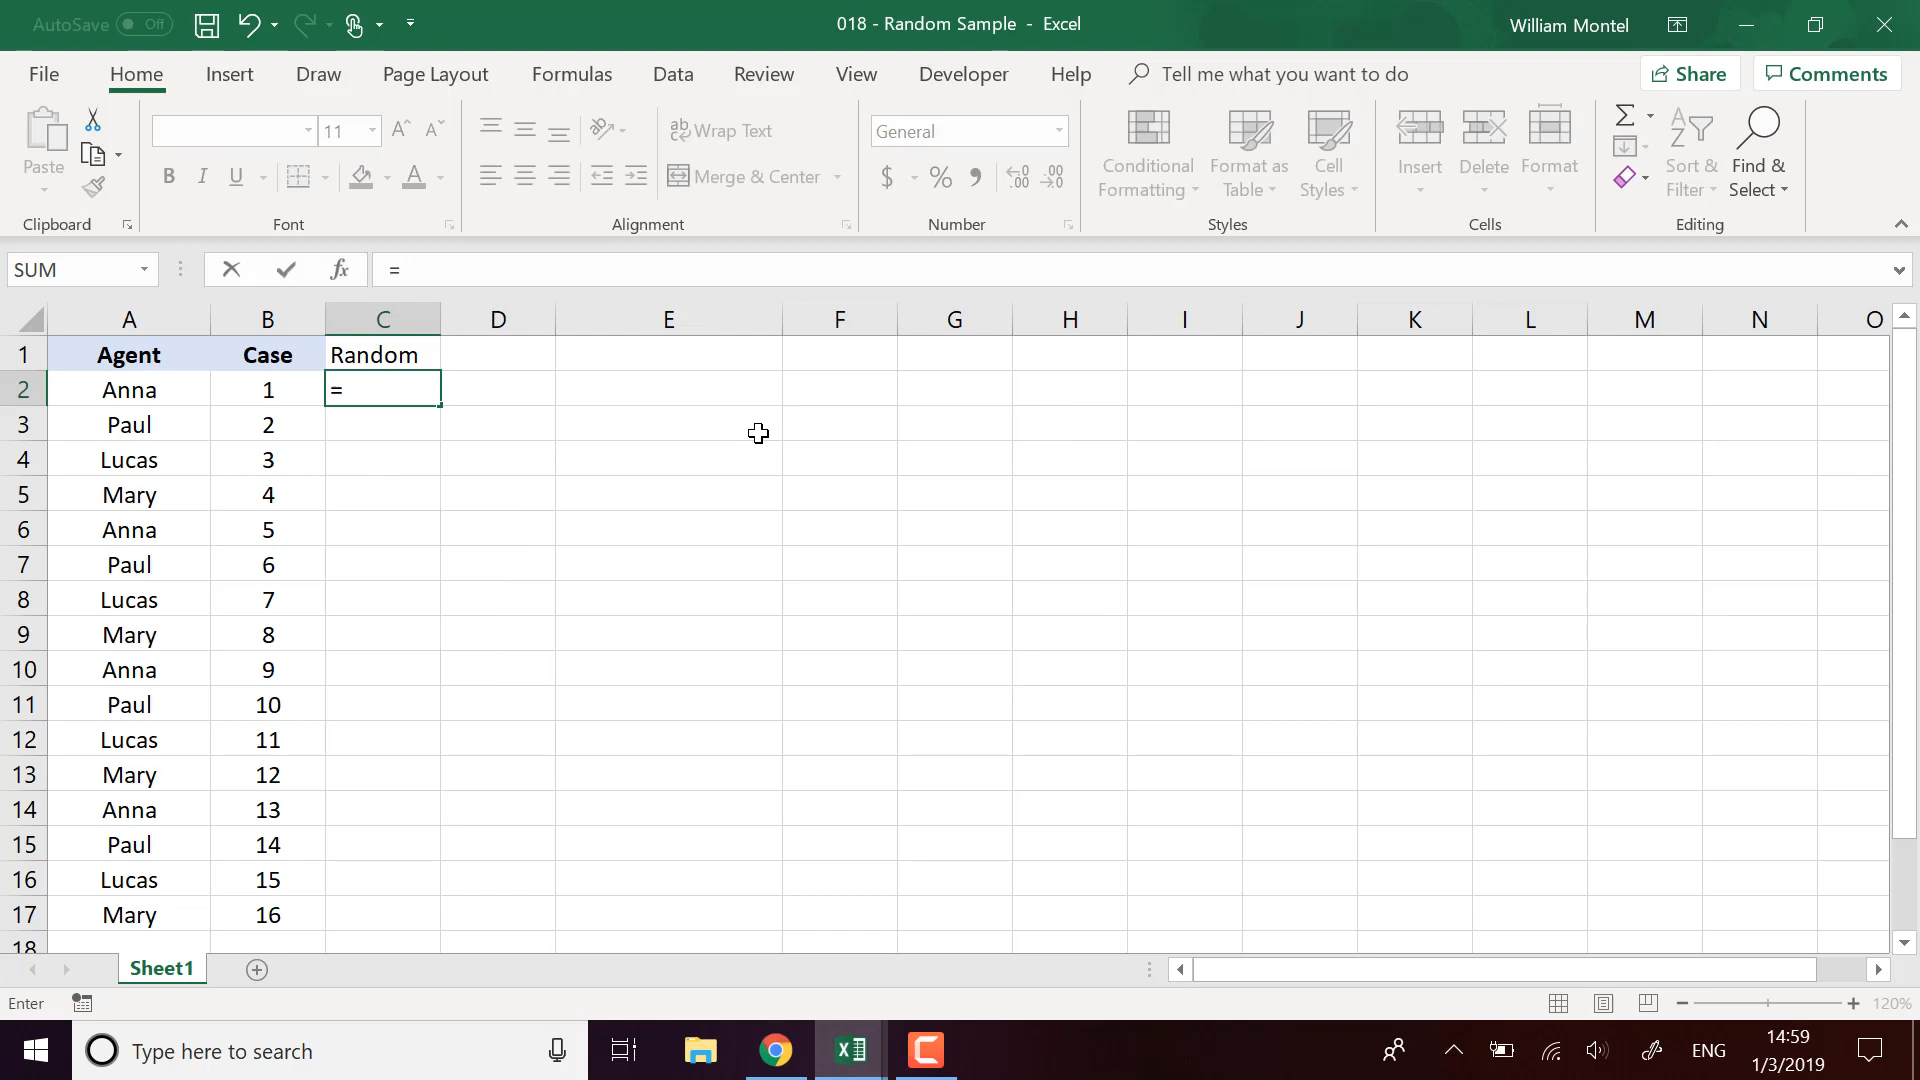 AutoSave Off
018 - Random Sample - Excel
William Montel
File Home Insert Draw Page Layout Formulas Data Review View Developer Help Tell me what you want to do Share Comments
11 Wrap Text General
Paste B I U Merge & Center $ % Conditional Formatting Format as Table Cell Styles Insert Delete Format Sort & Filter Find & Select
Clipboard Font Alignment Number Styles Cells Editing
SUM fx =
A B C D E F G H I J K L M N O
1 Agent Case Random
2 Anna 1 =
3 Paul 2
4 Lucas 3
5 Mary 4
6 Anna 5
7 Paul 6
8 Lucas 7
9 Mary 8
10 Anna 9
11 Paul 10
12 Lucas 11
13 Mary 12
14 Anna 13
15 Paul 14
16 Lucas 15
17 Mary 16
18
Sheet1
Enter 120%
Type here to search ENG 14:59
1/3/2019